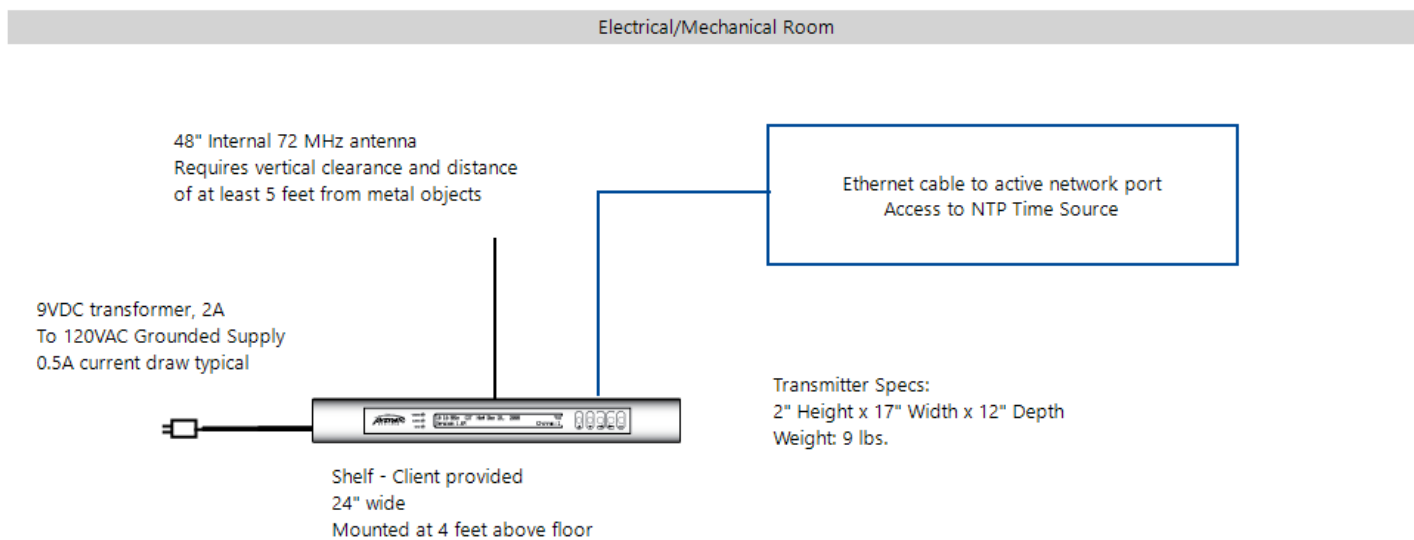 Electrical/Mechanical Room
48" Internal 72 MHz antenna
Requires vertical clearance and distance
of at least 5 feet from metal objects
Ethernet cable to active network port
Access to NTP Time Source
9VDC transformer, 2A
To 120VAC Grounded Supply
0.5A current draw typical
Transmitter Specs:
2" Height x 17" Width x 12" Depth
Weight: 9 lbs.
Shelf - Client provided
24" wide
Mounted at 4 feet above floor